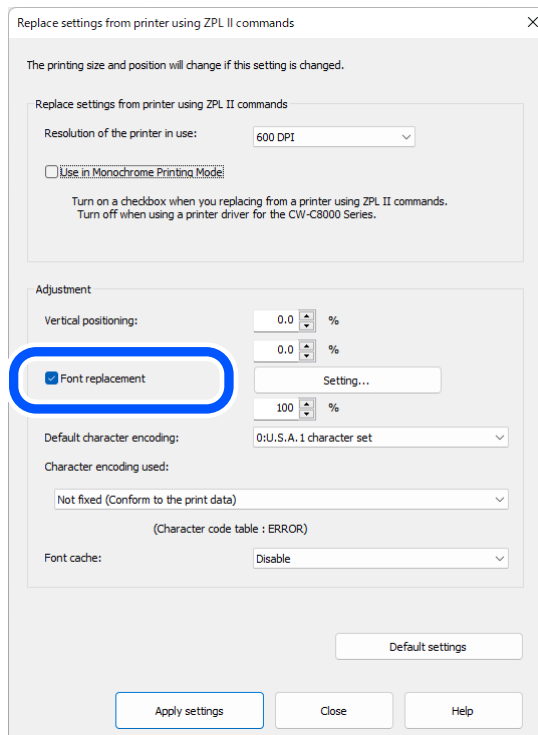 Replace settings from printer using ZPL II commands
The printing size and position will change if this setting is changed.
Replace settings from printer using ZPL II commands
Resolution of the printer in use: 600 DPI
Use in Monochrome Printing Mode
Turn on a checkbox when you replacing from a printer using ZPL II commands.
Turn off when using a printer driver for the CW-C8000 Series.
Adjustment
Vertical positioning: 0.0 %
0.0 %
Font replacement Setting...
100 %
Default character encoding: 0:U.S.A. 1 character set
Character encoding used:
Not fixed (Conform to the print data)
(Character code table : ERROR)
Font cache: Disable
Default settings
Apply settings Close Help